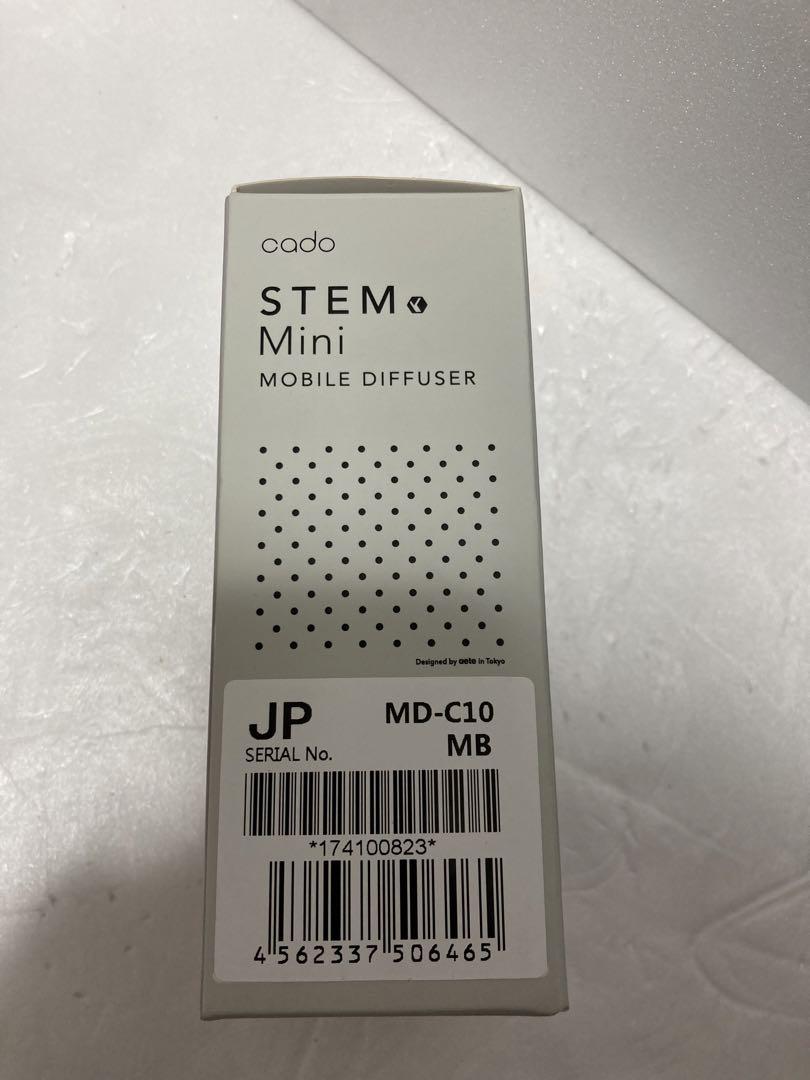 cado
STEM
Mini
MOBILE DIFFUSER
Designed by aete in Tokyo
JP
MD-C10
SERIAL No.
MB
*174100823*
4 562337 506465